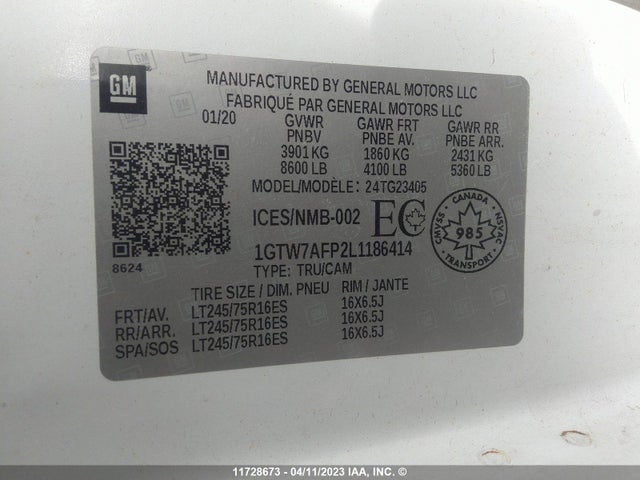 GM
MANUFACTURED BY GENERAL MOTORS LLC
FABRIQUÉ PAR GENERAL MOTORS LLC
01/20 GVWR GAWR FRT GAWR RR
PNBV PNBE AV. PNBE ARR.
3901 KG 1860 KG 2431 KG
8600 LB 4100 LB 5360 LB
MODEL/MODÈLE: 24TG23405
ICES/NMB-002 EC
CANADA
CMVSS 985 NSVAC
1GTW7AFP2L1186414
8624
TYPE: TRU/CAM
TIRE SIZE / DIM. PNEU RIM / JANTE
FRT/AV. LT245/75R16ES 16X6.5J
RR/ARR. LT245/75R16ES 16X6.5J
SPA/SOS LT245/75R16ES 16X6.5J
11728673 - 04/11/2023 IAA, INC. ©